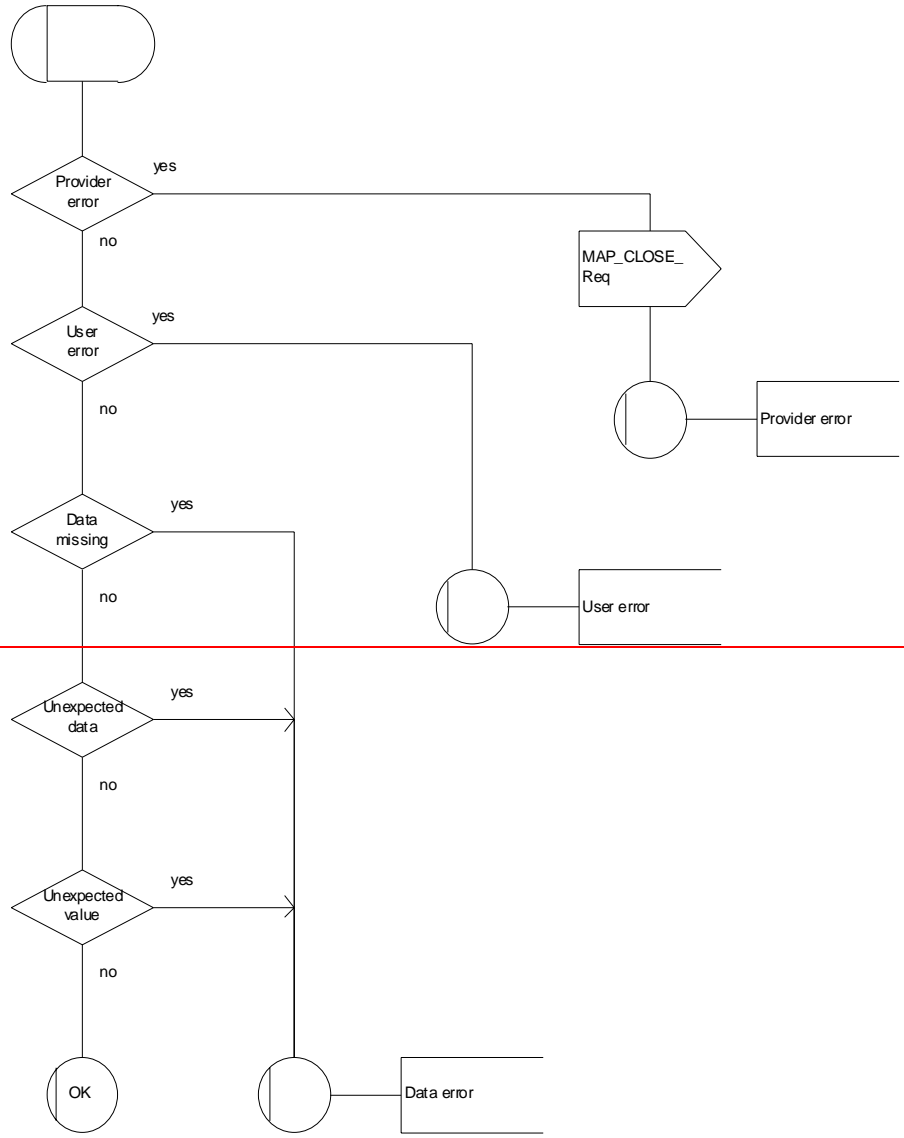 yes
Provider
error
no
MAP_CLOSE_
Req
yes
User
error
no
Provider error
yes
Data
missing
no
User error
yes
Unexpected
data
no
yes
Unexpected
value
no
OK
Data error